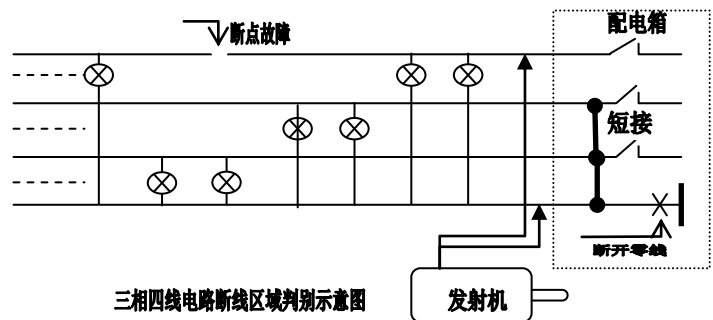 配电箱
断点故障
短接
断开零线
三相四线电路断线区域判别示意图
发射机